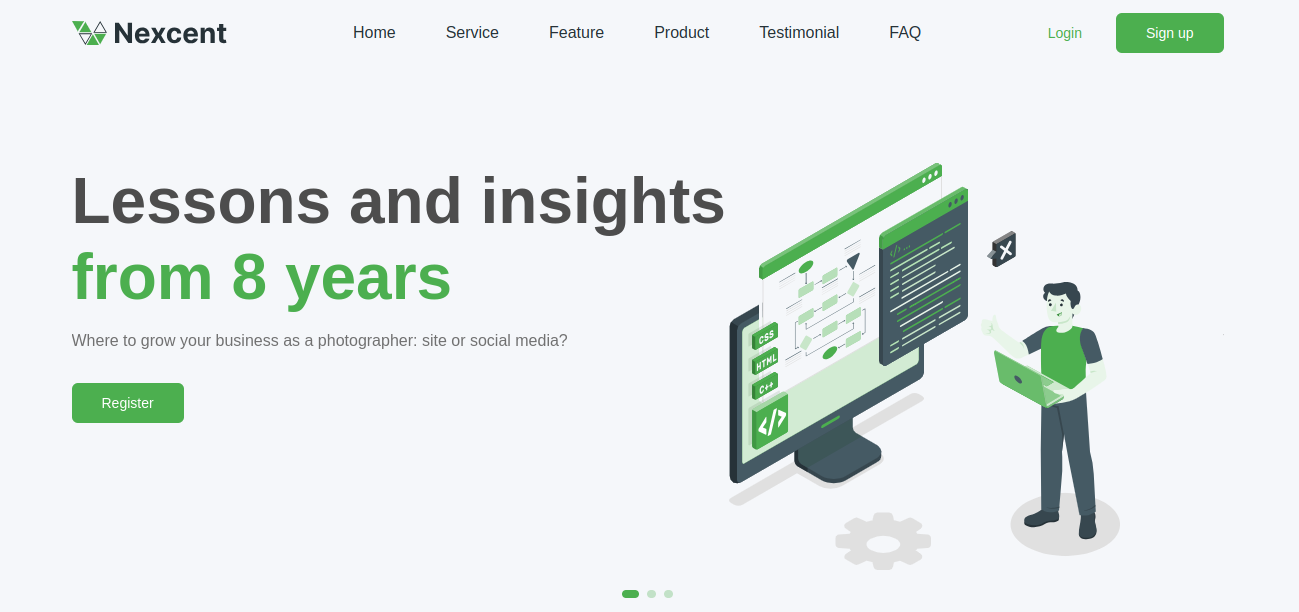 Nexcent
Home
Service
Feature
Product
Testimonial
FAQ
Login
Sign up
Lessons and insights
from 8 years
Where to grow your business as a photographer: site or social media?
Register
</> ...
CSS
HTML
C++
</>